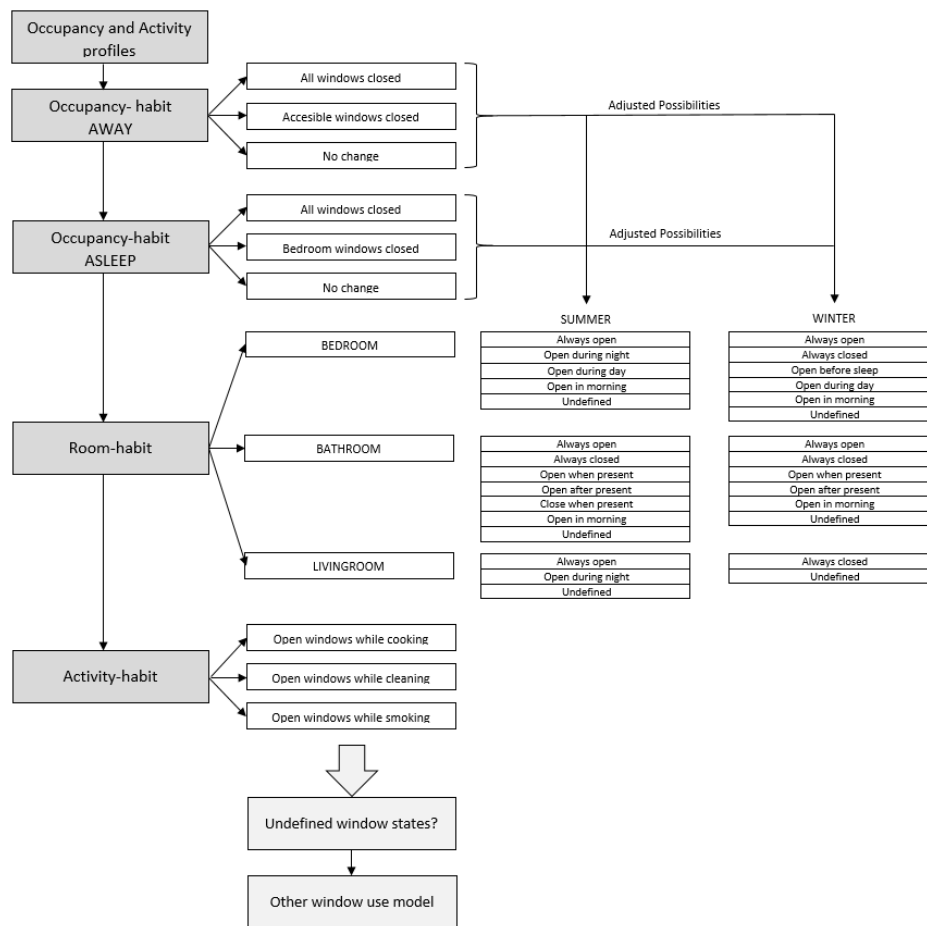 Occupancy and Activity
profiles
Occupancy- habit
AWAY
All windows closed
Accesible windows closed
No change
Adjusted Possibilities
Occupancy-habit
ASLEEP
All windows closed
Bedroom windows closed
No change
Adjusted Possibilities
SUMMER
WINTER
Room-habit
BEDROOM
Always open
Open during night
Open during day
Open in morning
Undefined
Always open
Always closed
Open before sleep
Open during day
Open in morning
Undefined
BATHROOM
Always open
Always closed
Open when present
Open after present
Close when present
Open in morning
Undefined
Always open
Always closed
Open when present
Open after present
Open in morning
Undefined
LIVINGROOM
Always open
Open during night
Undefined
Always closed
Undefined
Activity-habit
Open windows while cooking
Open windows while cleaning
Open windows while smoking
Undefined window states?
Other window use model